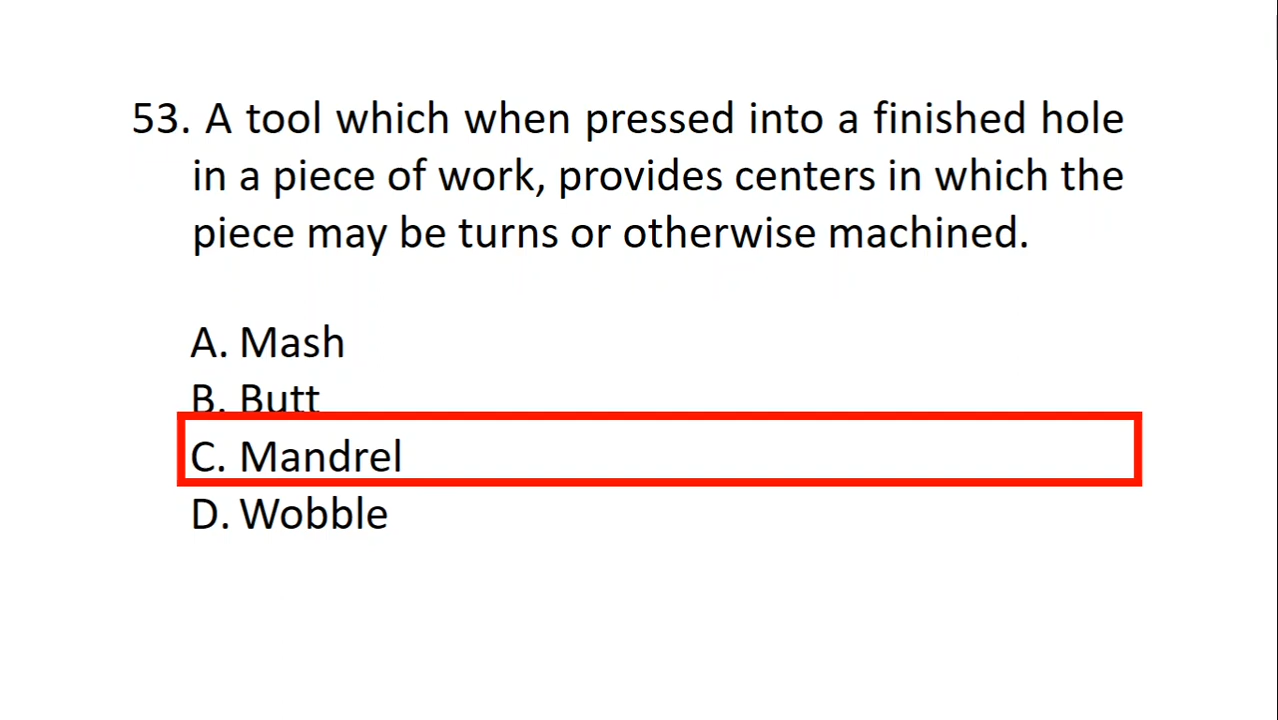 53. A tool which when pressed into a finished hole
in a piece of work, provides centers in which the
piece may be turns or otherwise machined.
A. Mash
B. Butt
C. Mandrel
D. Wobble